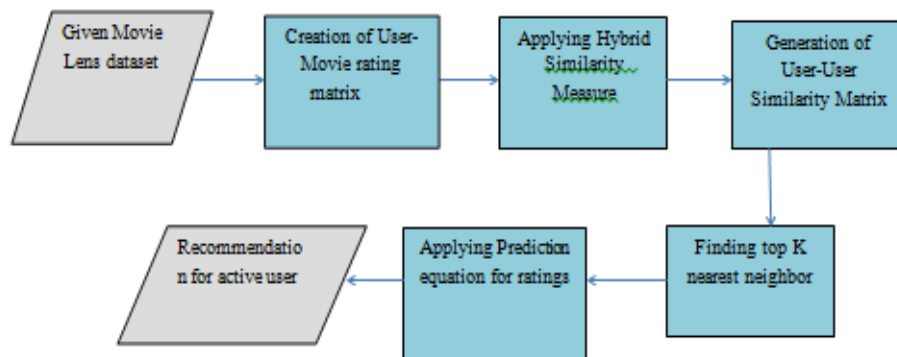 Given Movie
Lens dataset
Creation of User-
Movie rating
matrix
Applying Hybrid
Similarity
Measure
Generation of
User-User
Similarity Matrix
Finding top K
nearest neighbor
Applying Prediction
equation for ratings
Recommendatio
n for active user